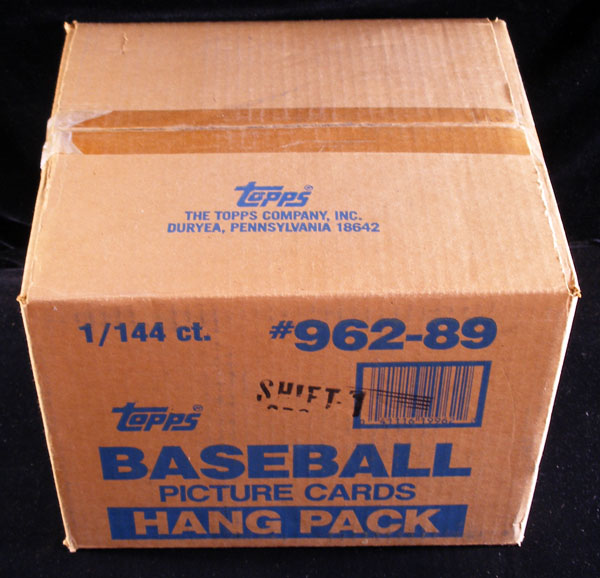 Topps®
THE TOPPS COMPANY, INC.
DURYEA, PENNSYLVANIA 18642
1/144 ct. #962-89
SHIFT-1
Topps®
BASEBALL
PICTURE CARDS
HANG PACK